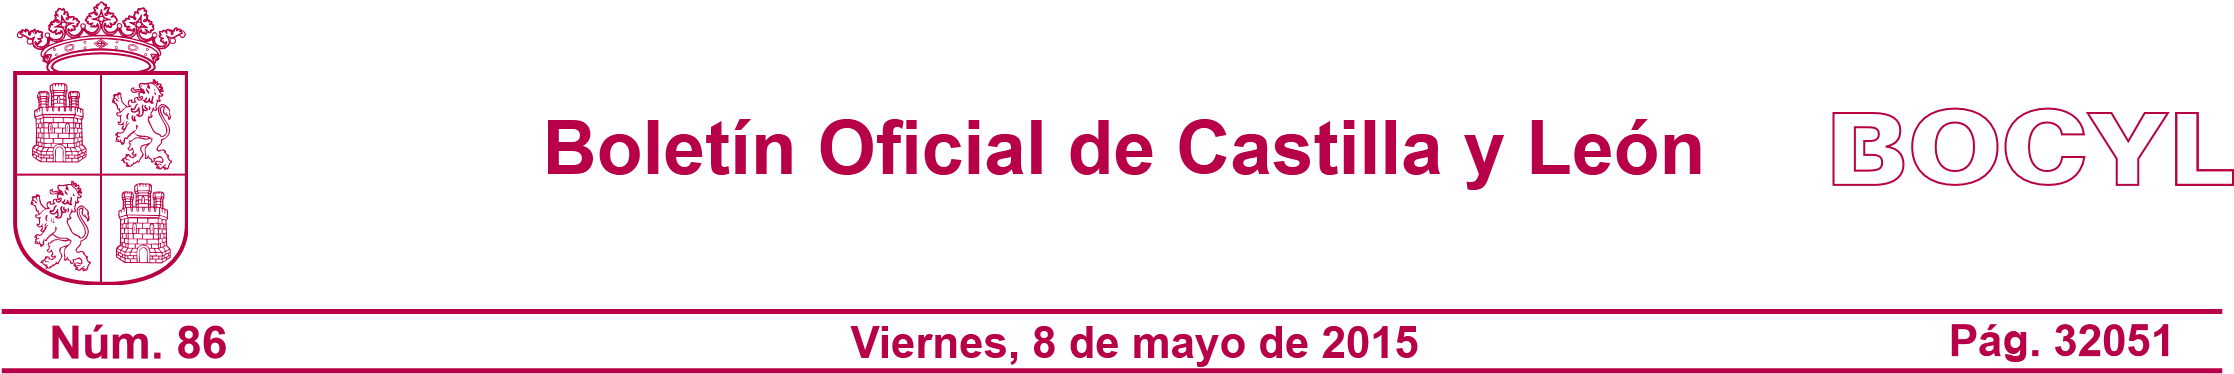 Boletín Oficial de Castilla y León
BOCYL
Núm. 86
Viernes, 8 de mayo de 2015
Pág. 32051